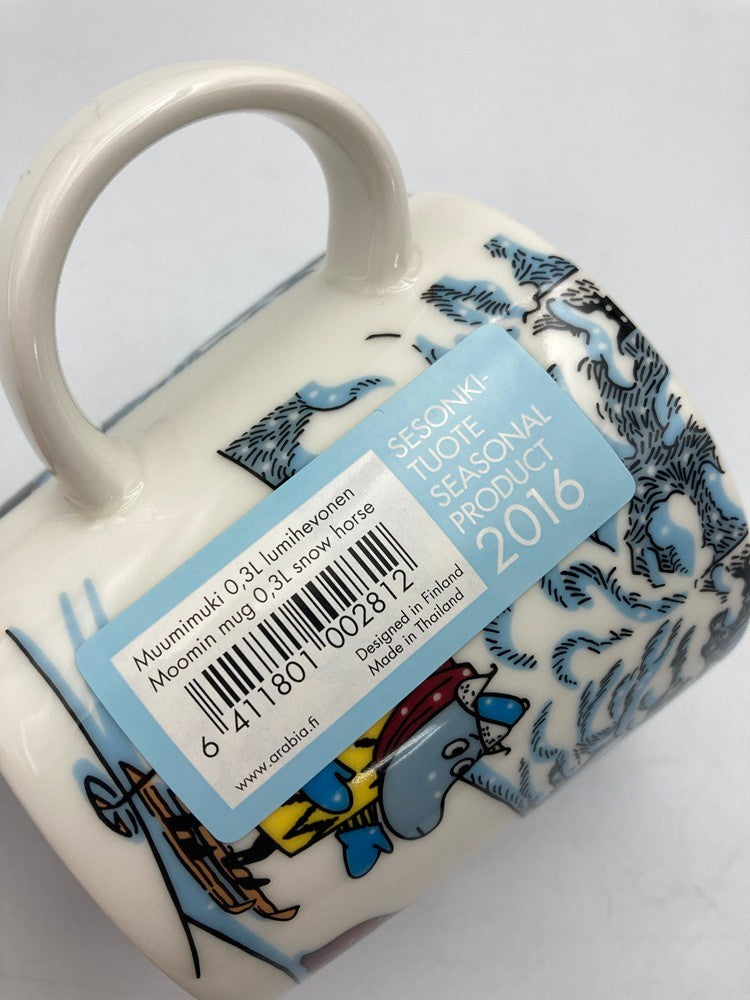 SESONKI-
TUOTE
SEASONAL
PRODUCT
2016
Muumimuki 0,3L lumihevonen
Moomin mug 0,3L snow horse
6 411801 002812
Designed in Finland
Made in Thailand
www.arabia.fi